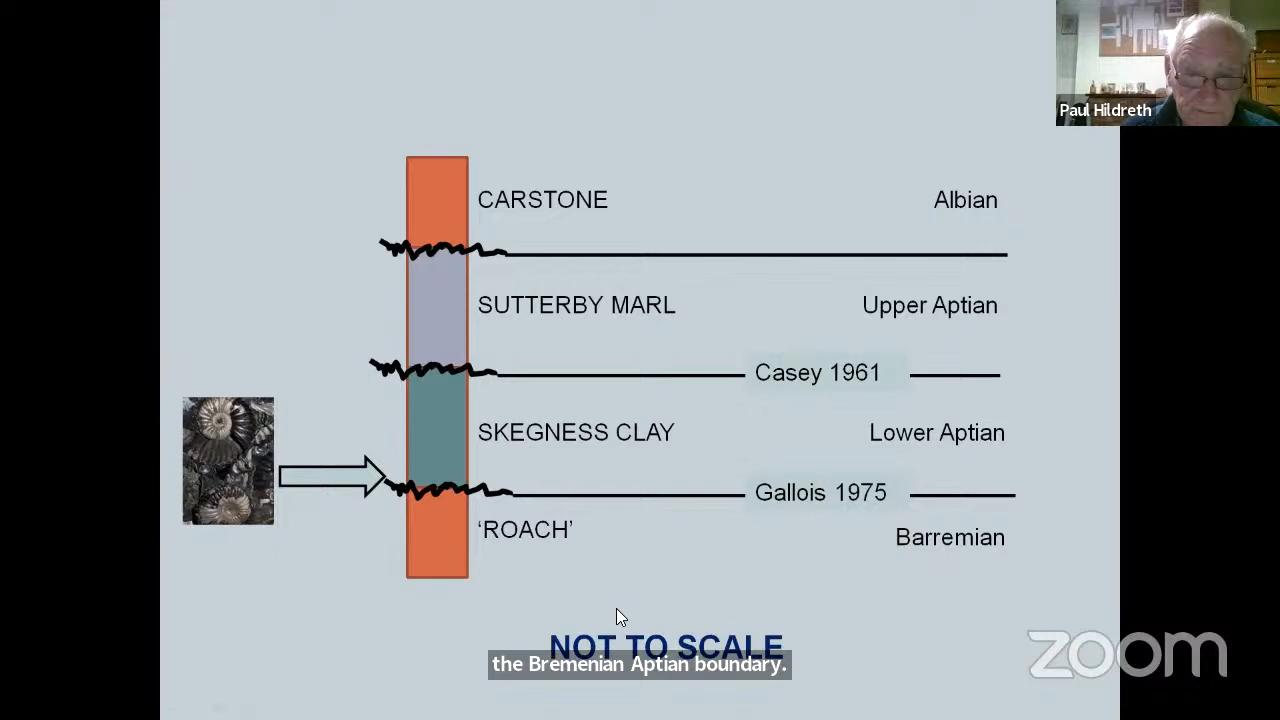 Paul Hildreth
CARSTONE Albian
SUTTERBY MARL Upper Aptian
Casey 1961
SKEGNESS CLAY Lower Aptian
Gallois 1975
‘ROACH’
Barremian
NOT TO SCALE
the Bremenian Aptian boundary.
zoom